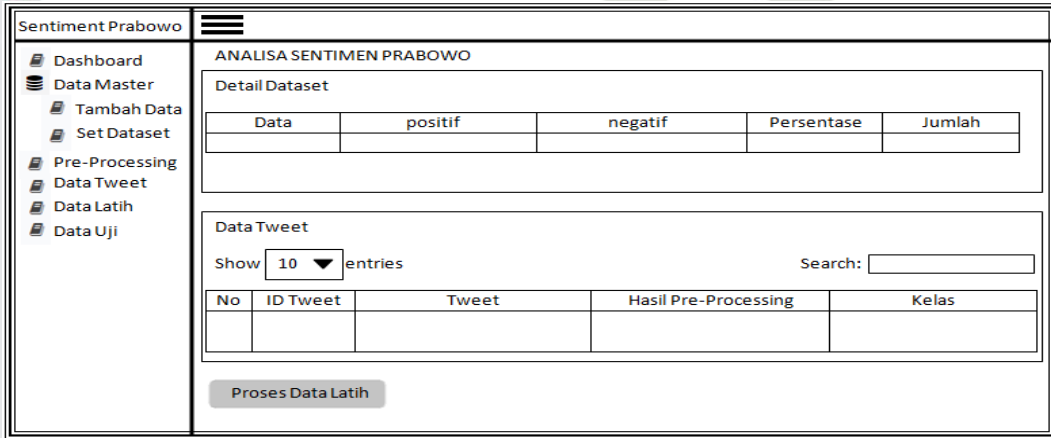 Sentiment Prabowo
Dashboard
Data Master
Tambah Data
Set Dataset
Pre-Processing
Data Tweet
Data Latih
Data Uji
ANALISA SENTIMEN PRABOWO
Detail Dataset
Data positif negatif Persentase Jumlah
Data Tweet
Show 10 entries Search:
No ID Tweet Tweet Hasil Pre-Processing Kelas
Proses Data Latih